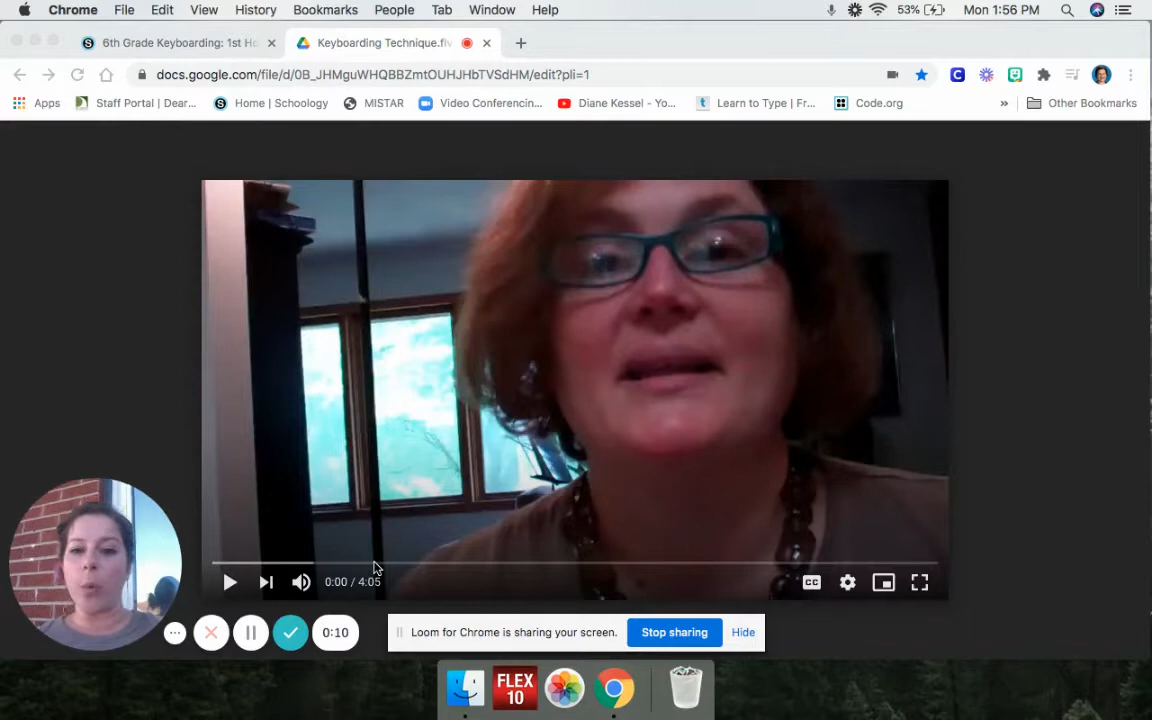 Chrome File Edit View History Bookmarks People Tab Window Help 53% Mon 1:56 PM
6th Grade Keyboarding: 1st Ho
Keyboarding Technique.flv
docs.google.com/file/d/0B_JHMguWHQBBZmtOUHJHbTVSdHM/edit?pli=1
Apps Staff Portal | Dear... Home | Schoology MISTAR Video Conferencin... Diane Kessel - Yo... Learn to Type | Fr... Code.org » Other Bookmarks
0:00 / 4:05 CC
0:10 Loom for Chrome is sharing your screen. Stop sharing Hide
FLEX
10